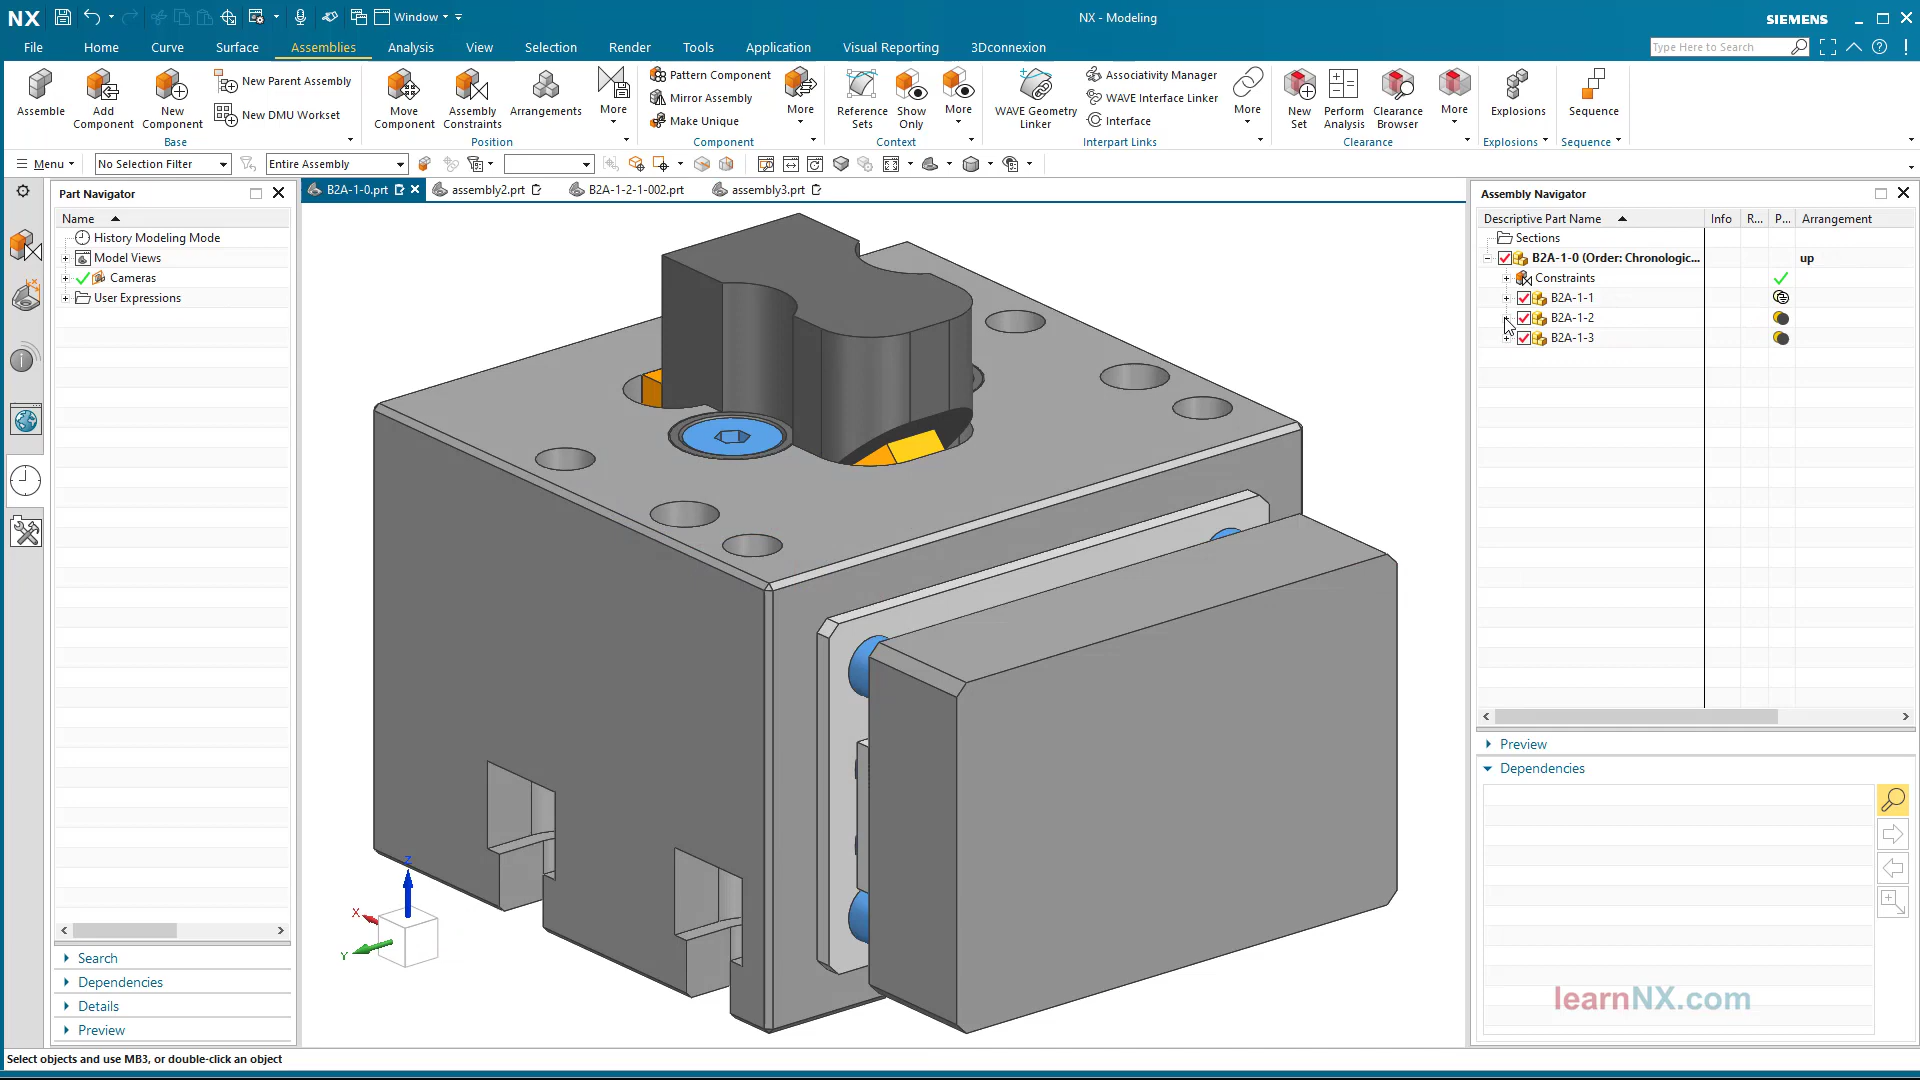 NX
Window
NX - Modeling
SIEMENS
File Home Curve Surface Assemblies Analysis View Selection Render Tools Application Visual Reporting 3Dconnexion
Type Here to Search
Assemble
Add Component
New Component
New Parent Assembly
New DMU Workset
Base
Move Component
Assembly Constraints
Arrangements
More
Position
Pattern Component
Mirror Assembly
Make Unique
More
Component
Reference Sets
Show Only
More
Context
WAVE Geometry Linker
Associativity Manager
WAVE Interface Linker
Interface
More
Interpart Links
New Set
Perform Analysis
Clearance Browser
More
Clearance
Explosions
Explosions
Sequence
Sequence
Menu
No Selection Filter
Entire Assembly
Part Navigator
Name
History Modeling Mode
Model Views
Cameras
User Expressions
Search
Dependencies
Details
Preview
B2A-1-0.prt
assembly2.prt
B2A-1-2-1-002.prt
assembly3.prt
Z
X
Y
Assembly Navigator
Descriptive Part Name Info R... P... Arrangement
Sections
B2A-1-0 (Order: Chronologic... up
Constraints
B2A-1-1
B2A-1-2
B2A-1-3
Preview
Dependencies
learnNX.com
Select objects and use MB3, or double-click an object